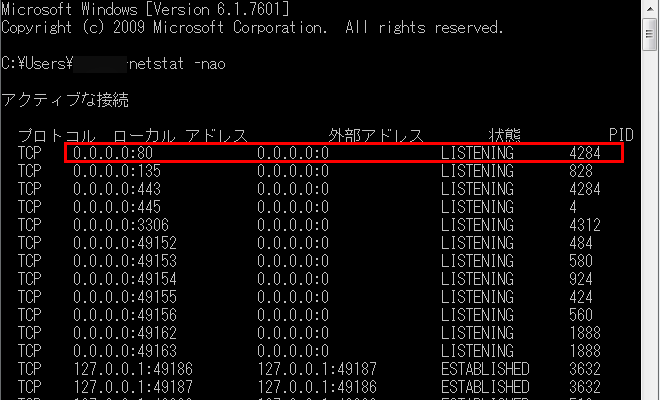 Microsoft Windows [Version 6.1.7601]
Copyright (c) 2009 Microsoft Corporation.  All rights reserved.
C:¥Users¥ netstat -nao
アクティブな接続
プロトコル  ローカル アドレス          外部アドレス        状態           PID
TCP    0.0.0.0:80             0.0.0.0:0              LISTENING       4284
TCP    0.0.0.0:135            0.0.0.0:0              LISTENING       828
TCP    0.0.0.0:443            0.0.0.0:0              LISTENING       4284
TCP    0.0.0.0:445            0.0.0.0:0              LISTENING       4
TCP    0.0.0.0:3306           0.0.0.0:0              LISTENING       4312
TCP    0.0.0.0:49152          0.0.0.0:0              LISTENING       484
TCP    0.0.0.0:49153          0.0.0.0:0              LISTENING       580
TCP    0.0.0.0:49154          0.0.0.0:0              LISTENING       924
TCP    0.0.0.0:49155          0.0.0.0:0              LISTENING       424
TCP    0.0.0.0:49156          0.0.0.0:0              LISTENING       560
TCP    0.0.0.0:49162          0.0.0.0:0              LISTENING       1888
TCP    0.0.0.0:49163          0.0.0.0:0              LISTENING       1888
TCP    127.0.0.1:49186        127.0.0.1:49187        ESTABLISHED     3632
TCP    127.0.0.1:49187        127.0.0.1:49186        ESTABLISHED     3632